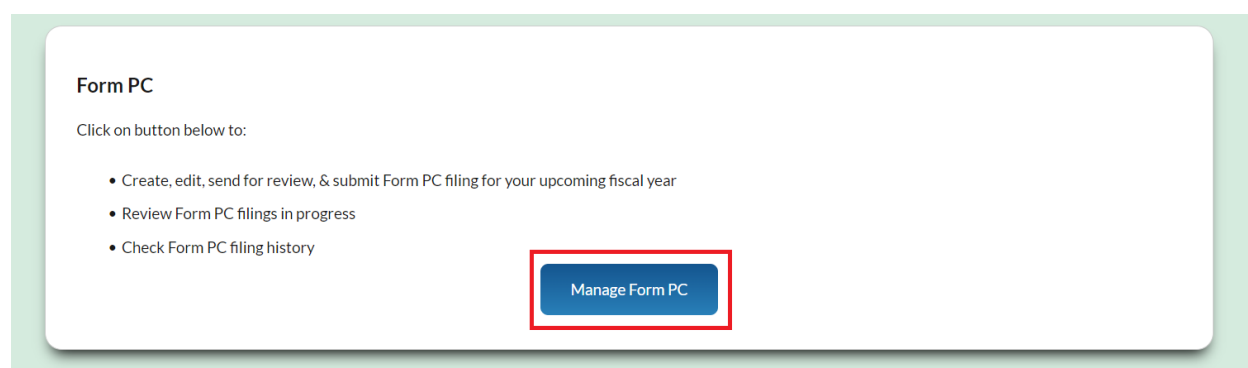 Form PC
Click on button below to:
• Create, edit, send for review, & submit Form PC filing for your upcoming fiscal year
• Review Form PC filings in progress
• Check Form PC filing history
Manage Form PC